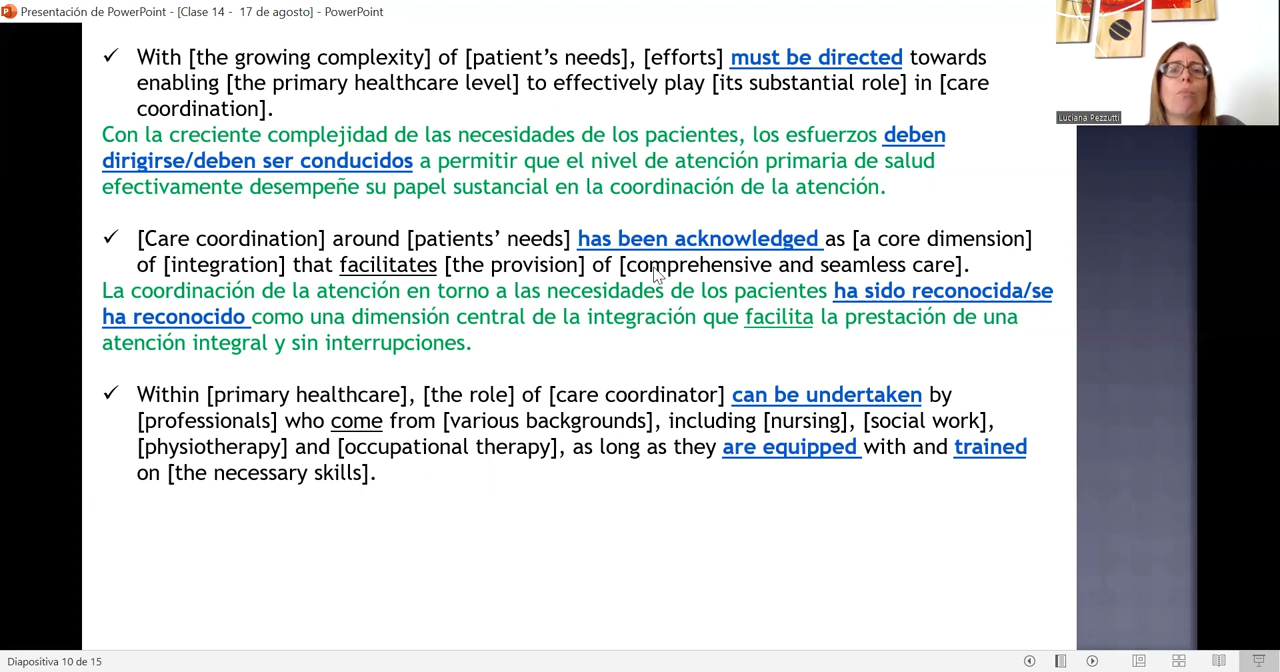 Presentación de PowerPoint - [Clase 14 - 17 de agosto] - PowerPoint
✓ With [the growing complexity] of [patient’s needs], [efforts] must be directed towards
enabling [the primary healthcare level] to effectively play [its substantial role] in [care
coordination].
Con la creciente complejidad de las necesidades de los pacientes, los esfuerzos deben
dirigirse/deben ser conducidos a permitir que el nivel de atención primaria de salud
efectivamente desempeñe su papel sustancial en la coordinación de la atención.
✓ [Care coordination] around [patients’ needs] has been acknowledged as [a core dimension]
of [integration] that facilitates [the provision] of [comprehensive and seamless care].
La coordinación de la atención en torno a las necesidades de los pacientes ha sido reconocida/se
ha reconocido como una dimensión central de la integración que facilita la prestación de una
atención integral y sin interrupciones.
✓ Within [primary healthcare], [the role] of [care coordinator] can be undertaken by
[professionals] who come from [various backgrounds], including [nursing], [social work],
[physiotherapy] and [occupational therapy], as long as they are equipped with and trained
on [the necessary skills].
Luciana Pezzutti
Diapositiva 10 de 15